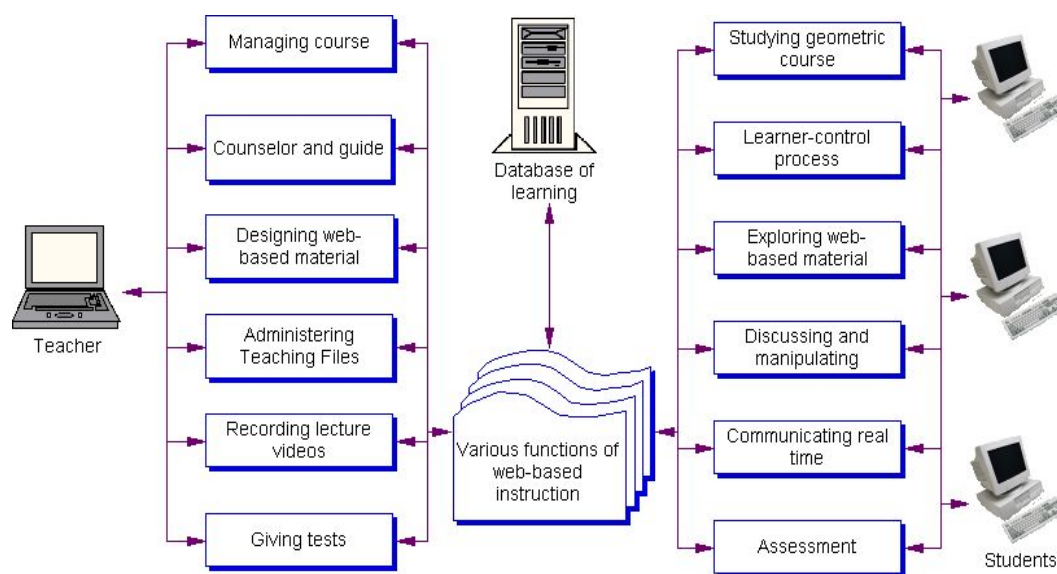 Managing course
Counselor and guide
Designing web-
based material
Administering
Teaching Files
Recording lecture
videos
Giving tests
Teacher
Database of
learning
Various functions of
web-based
instruction
Studying geometric
course
Learner-control
process
Exploring web-
based material
Discussing and
manipulating
Communicating real
time
Assessment
Students